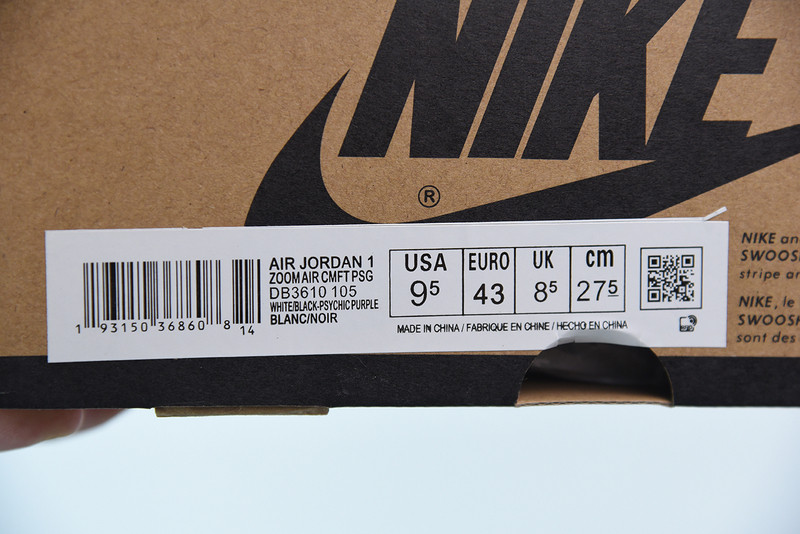 NIKE
®
AIR JORDAN 1
ZOOM AIR CMFT PSG
DB3610 105
WHITE/BLACK-PSYCHIC PURPLE
BLANC/NOIR
1 93150 36860 8 14
USA EURO UK cm
9⁵ 43 8⁵ 27⁵
MADE IN CHINA / FABRIQUE EN CHINE / HECHO EN CHINA
NIKE an
SWOOSH
stripe ar
NIKE, le
SWOOSH
sont des